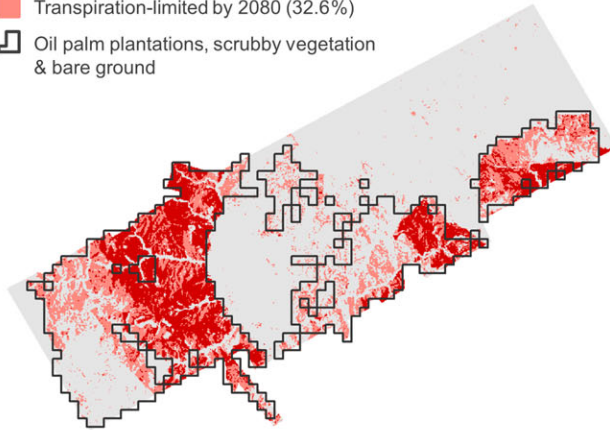 Transpiration-limited by 2080 (32.6%)
Oil palm plantations, scrubby vegetation
& bare ground